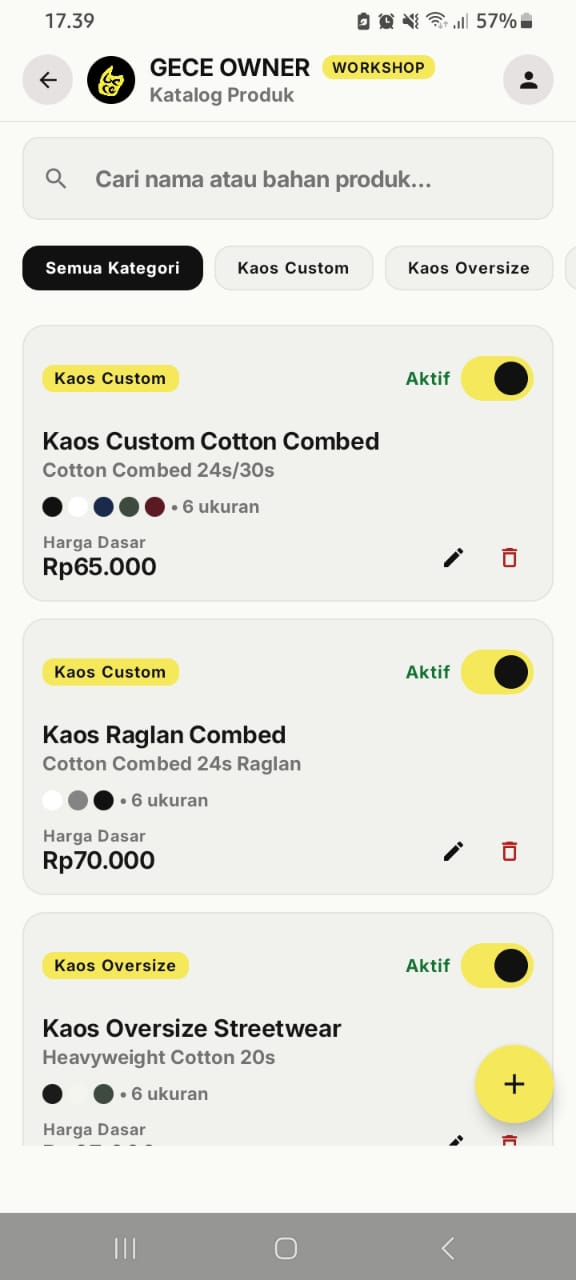 17.39
57%
GECE OWNER WORKSHOP
Katalog Produk
Cari nama atau bahan produk...
Semua Kategori Kaos Custom Kaos Oversize
Kaos Custom Aktif
Kaos Custom Cotton Combed
Cotton Combed 24s/30s
• 6 ukuran
Harga Dasar
Rp65.000
Kaos Custom Aktif
Kaos Raglan Combed
Cotton Combed 24s Raglan
• 6 ukuran
Harga Dasar
Rp70.000
Kaos Oversize Aktif
Kaos Oversize Streetwear
Heavyweight Cotton 20s
• 6 ukuran
Harga Dasar